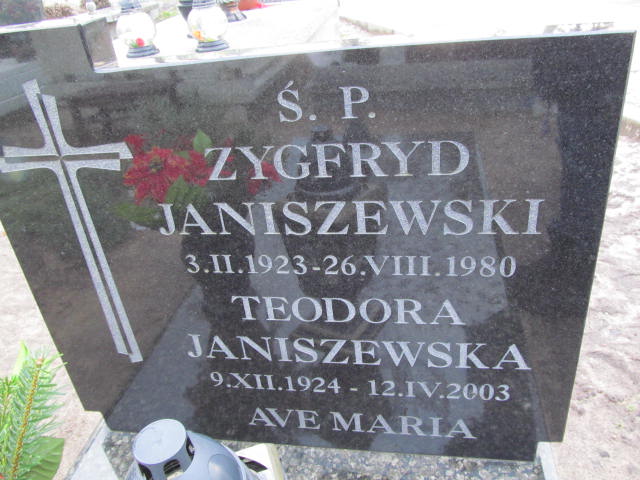 Ś. P.
ZYGFRYD
JANISZEWSKI
3.II.1923-26.VIII.1980
TEODORA
JANISZEWSKA
9.XII.1924 - 12.IV.2003
AVE MARIA